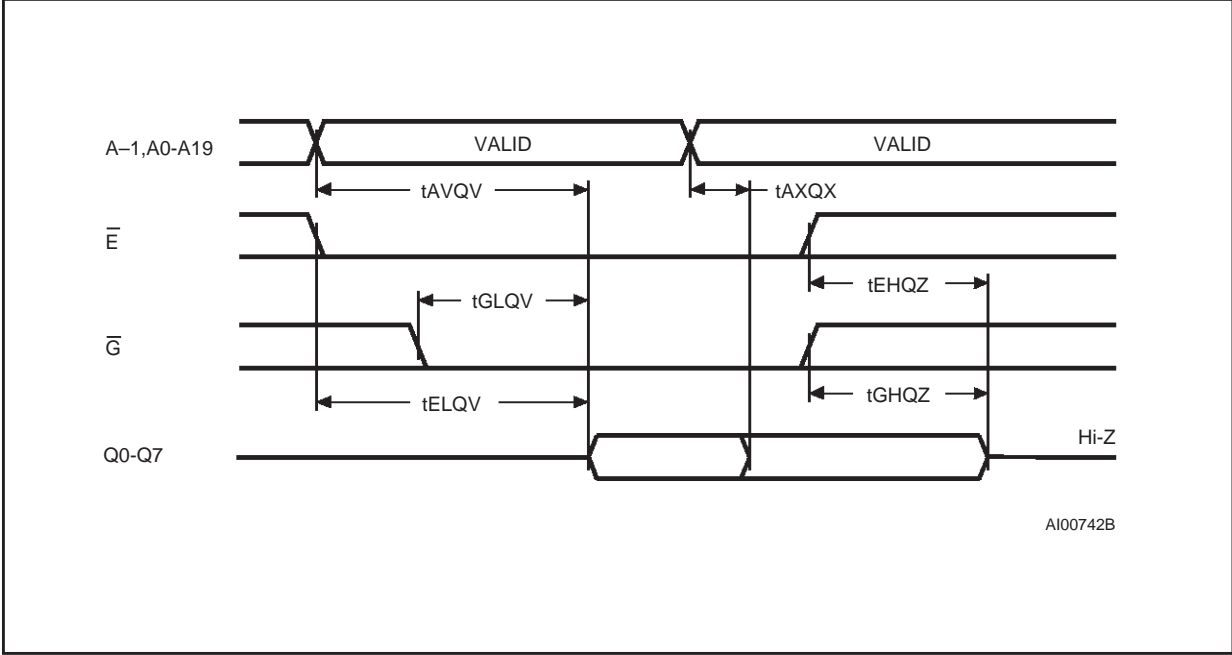 A–1,A0-A19
VALID
VALID
tAVQV
tAXQX
E̅
tEHQZ
tGLQV
G̅
tGHQZ
tELQV
Hi-Z
Q0-Q7
AI00742B